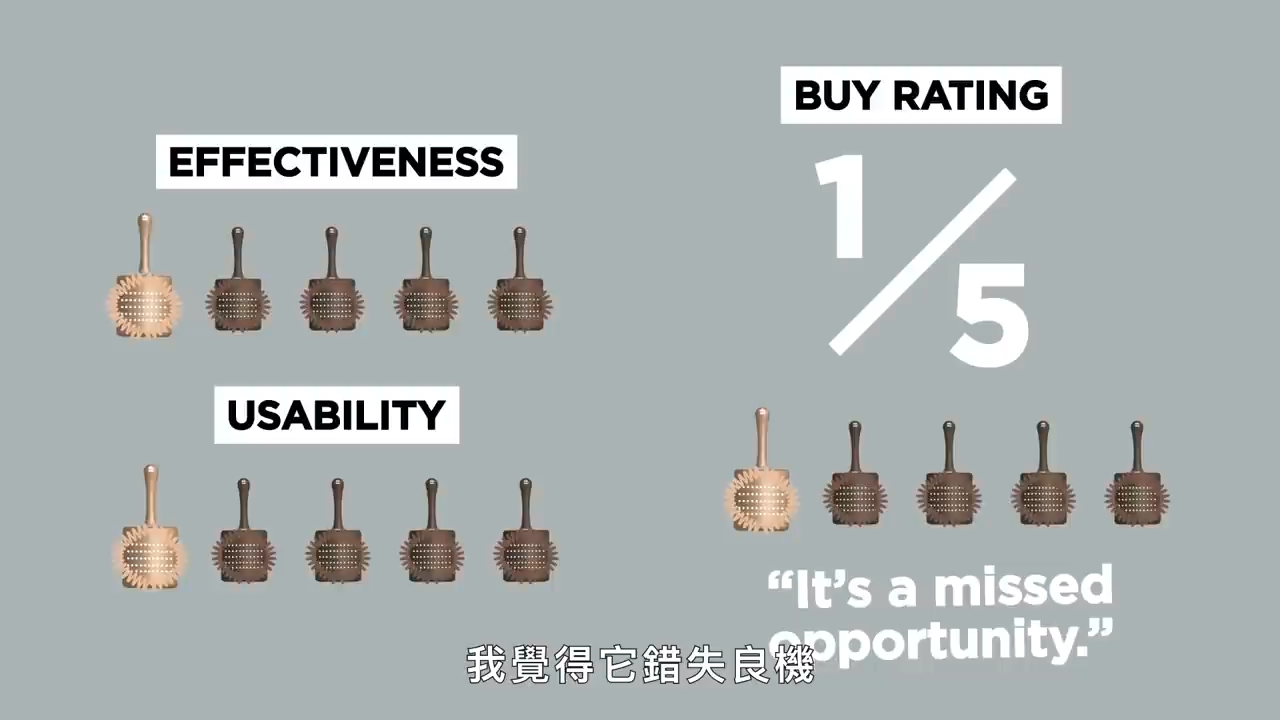 EFFECTIVENESS
USABILITY
BUY RATING
1/5
“It’s a missed
opportunity.”
我覺得它錯失良機